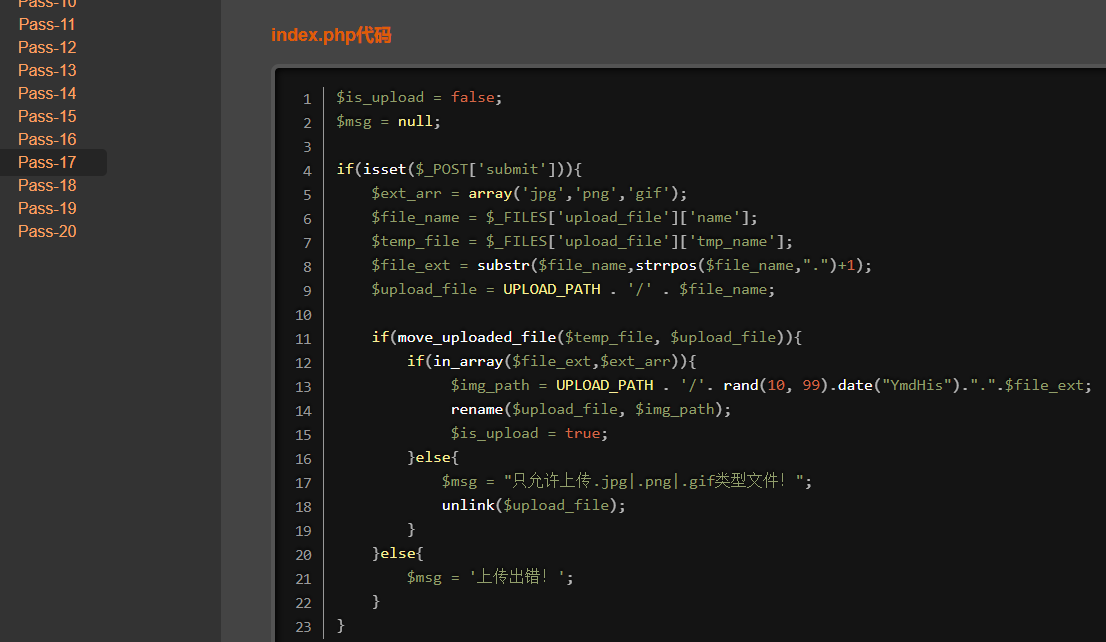 Pass-10
Pass-11
Pass-12
Pass-13
Pass-14
Pass-15
Pass-16
Pass-17
Pass-18
Pass-19
Pass-20
index.php代码
1 $is_upload = false;
2 $msg = null;
3
4 if(isset($_POST['submit'])){
5     $ext_arr = array('jpg','png','gif');
6     $file_name = $_FILES['upload_file']['name'];
7     $temp_file = $_FILES['upload_file']['tmp_name'];
8     $file_ext = substr($file_name,strrpos($file_name,".")+1);
9     $upload_file = UPLOAD_PATH . '/' . $file_name;
10
11     if(move_uploaded_file($temp_file, $upload_file)){
12         if(in_array($file_ext,$ext_arr)){
13              $img_path = UPLOAD_PATH . '/'. rand(10, 99).date("YmdHis").".".$file_ext;
14              rename($upload_file, $img_path);
15              $is_upload = true;
16         }else{
17             $msg = "只允许上传.jpg|.png|.gif类型文件！";
18             unlink($upload_file);
19         }
20     }else{
21         $msg = '上传出错！';
22     }
23 }